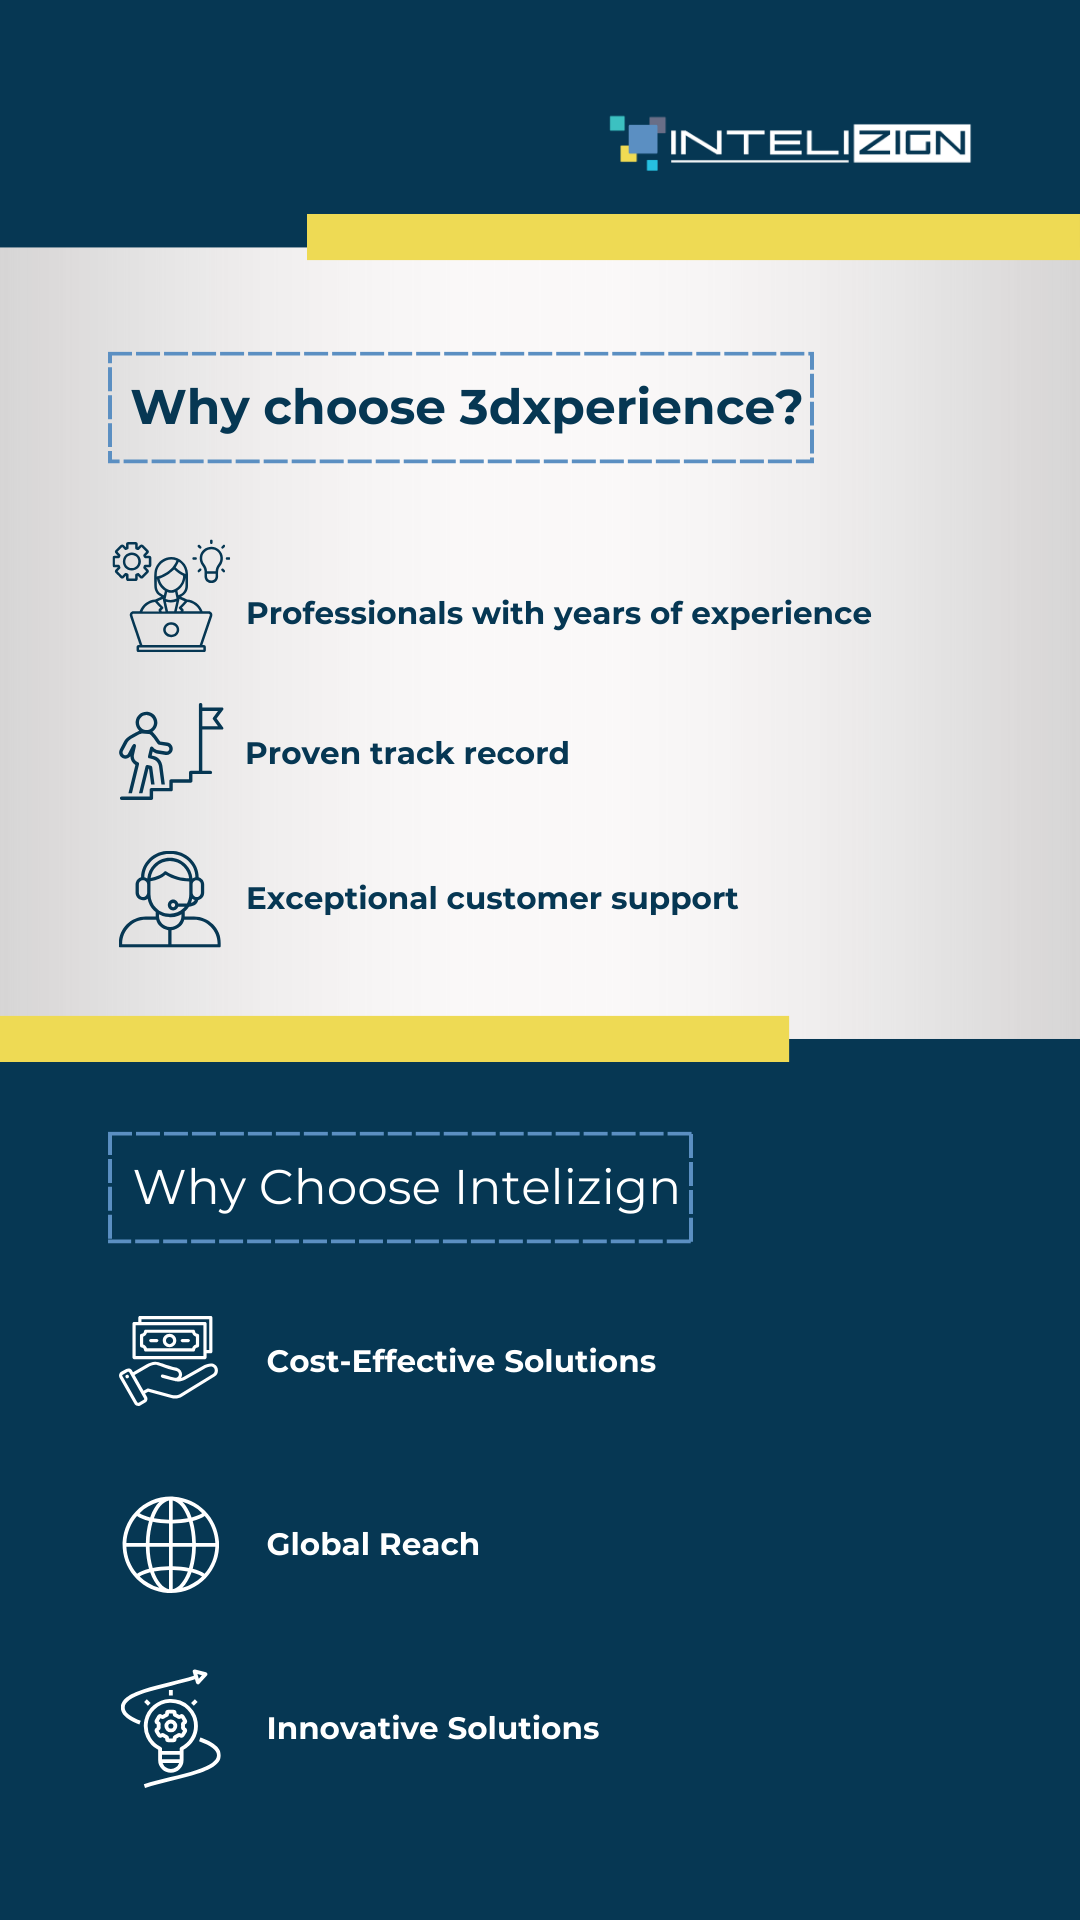 INTELIZIGN
Why choose 3dxperience?
Professionals with years of experience
Proven track record
Exceptional customer support
Why Choose Intelizign
Cost-Effective Solutions
Global Reach
Innovative Solutions